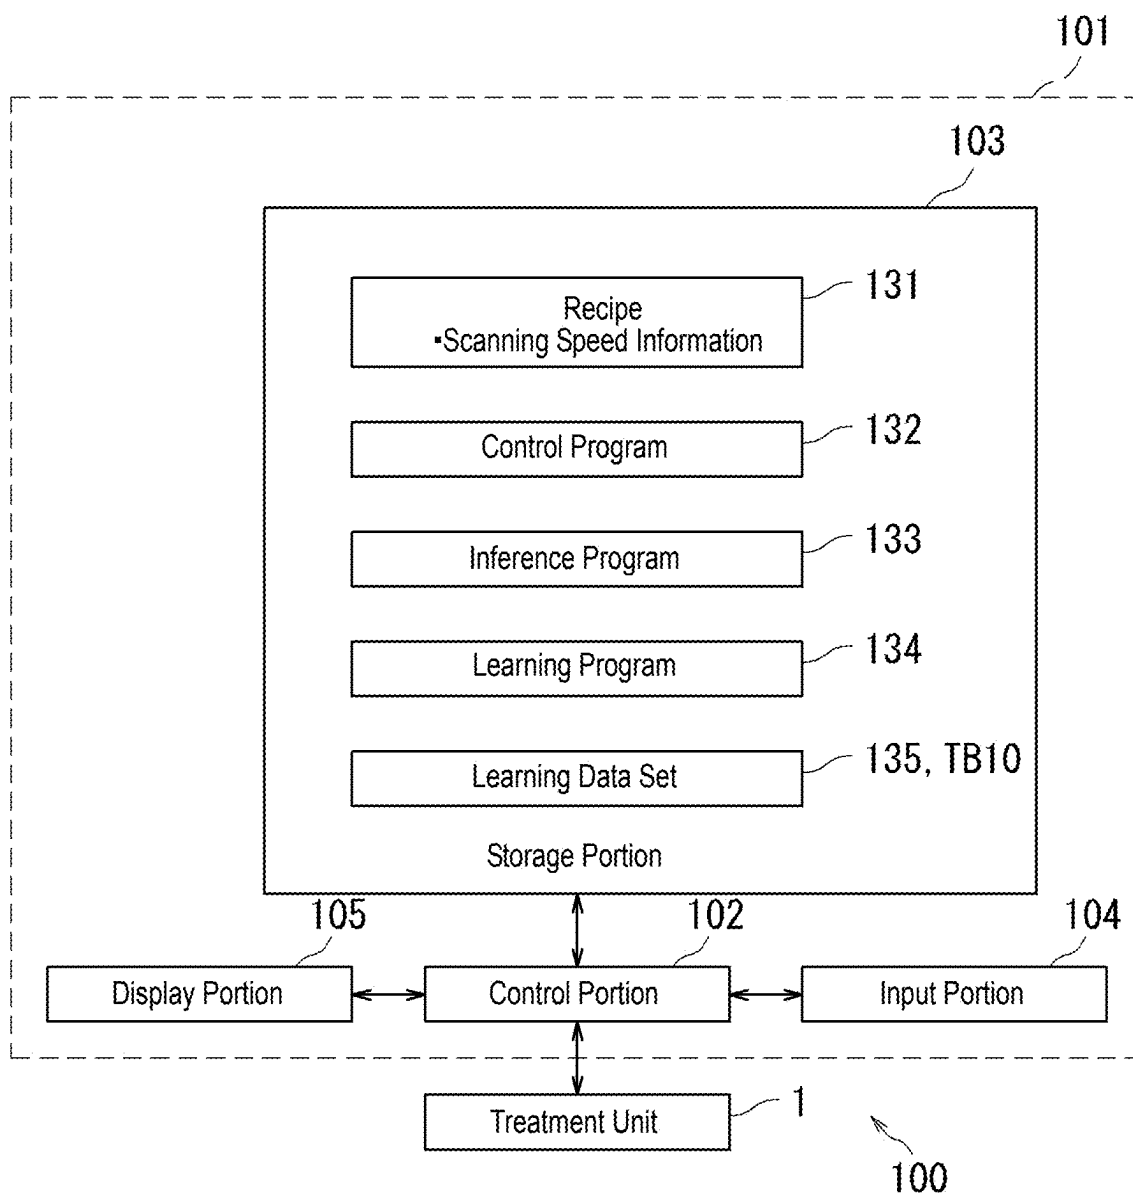 101
103
131
Recipe
▪Scanning Speed Information
132
Control Program
133
Inference Program
134
Learning Program
135, TB10
Learning Data Set
Storage Portion
105
102
104
Display Portion
Control Portion
Input Portion
1
Treatment Unit
100